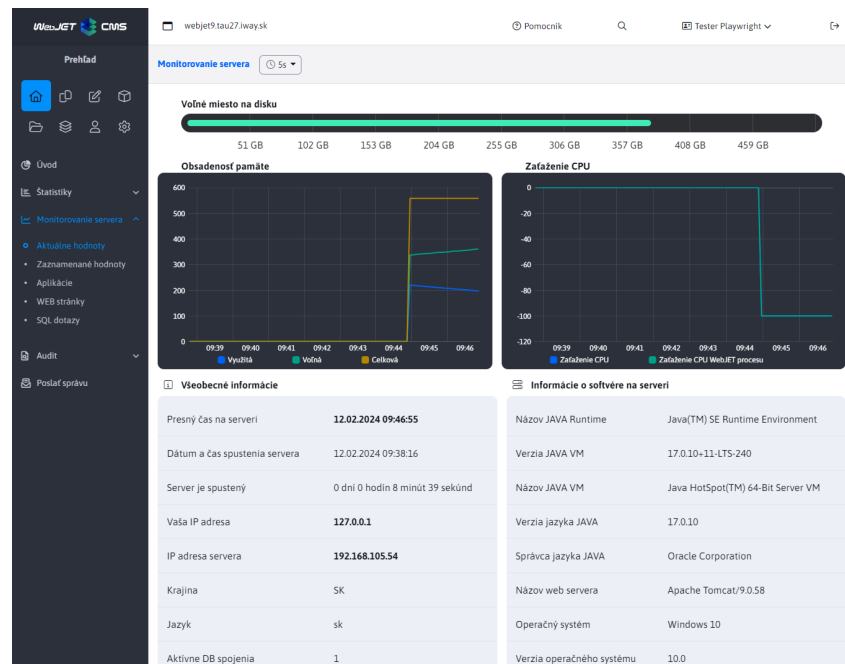 WebJET CMS
webjet9.tau27.iway.sk
Pomocník
Tester Playwright
Prehľad
Monitorovanie servera
5s
Voľné miesto na disku
51 GB 102 GB 153 GB 204 GB 255 GB 306 GB 357 GB 408 GB 459 GB
Úvod
Štatistiky
Monitorovanie servera
Aktuálne hodnoty
Zaznamenané hodnoty
Aplikácie
WEB stránky
SQL dotazy
Audit
Poslať správu
Obsadenosť pamäte
600
500
400
300
200
100
0
09:39 09:40 09:41 09:42 09:43 09:44 09:45 09:46
Využitá Voľná Celková
Zaťaženie CPU
0
-20
-40
-60
-80
-100
-120
09:39 09:40 09:41 09:42 09:43 09:44 09:45 09:46
Zaťaženie CPU Zaťaženie CPU WebJET procesu
Všeobecné informácie
Presný čas na serveri 12.02.2024 09:46:55
Dátum a čas spustenia servera 12.02.2024 09:38:16
Server je spustený 0 dní 0 hodín 8 minút 39 sekúnd
Vaša IP adresa 127.0.0.1
IP adresa servera 192.168.105.54
Krajina SK
Jazyk sk
Aktívne DB spojenia 1
Informácie o softvére na serveri
Názov JAVA Runtime Java(TM) SE Runtime Environment
Verzia JAVA VM 17.0.10+11-LTS-240
Názov JAVA VM Java HotSpot(TM) 64-Bit Server VM
Verzia jazyka JAVA 17.0.10
Správca jazyka JAVA Oracle Corporation
Názov web servera Apache Tomcat/9.0.58
Operačný systém Windows 10
Verzia operačného systému 10.0